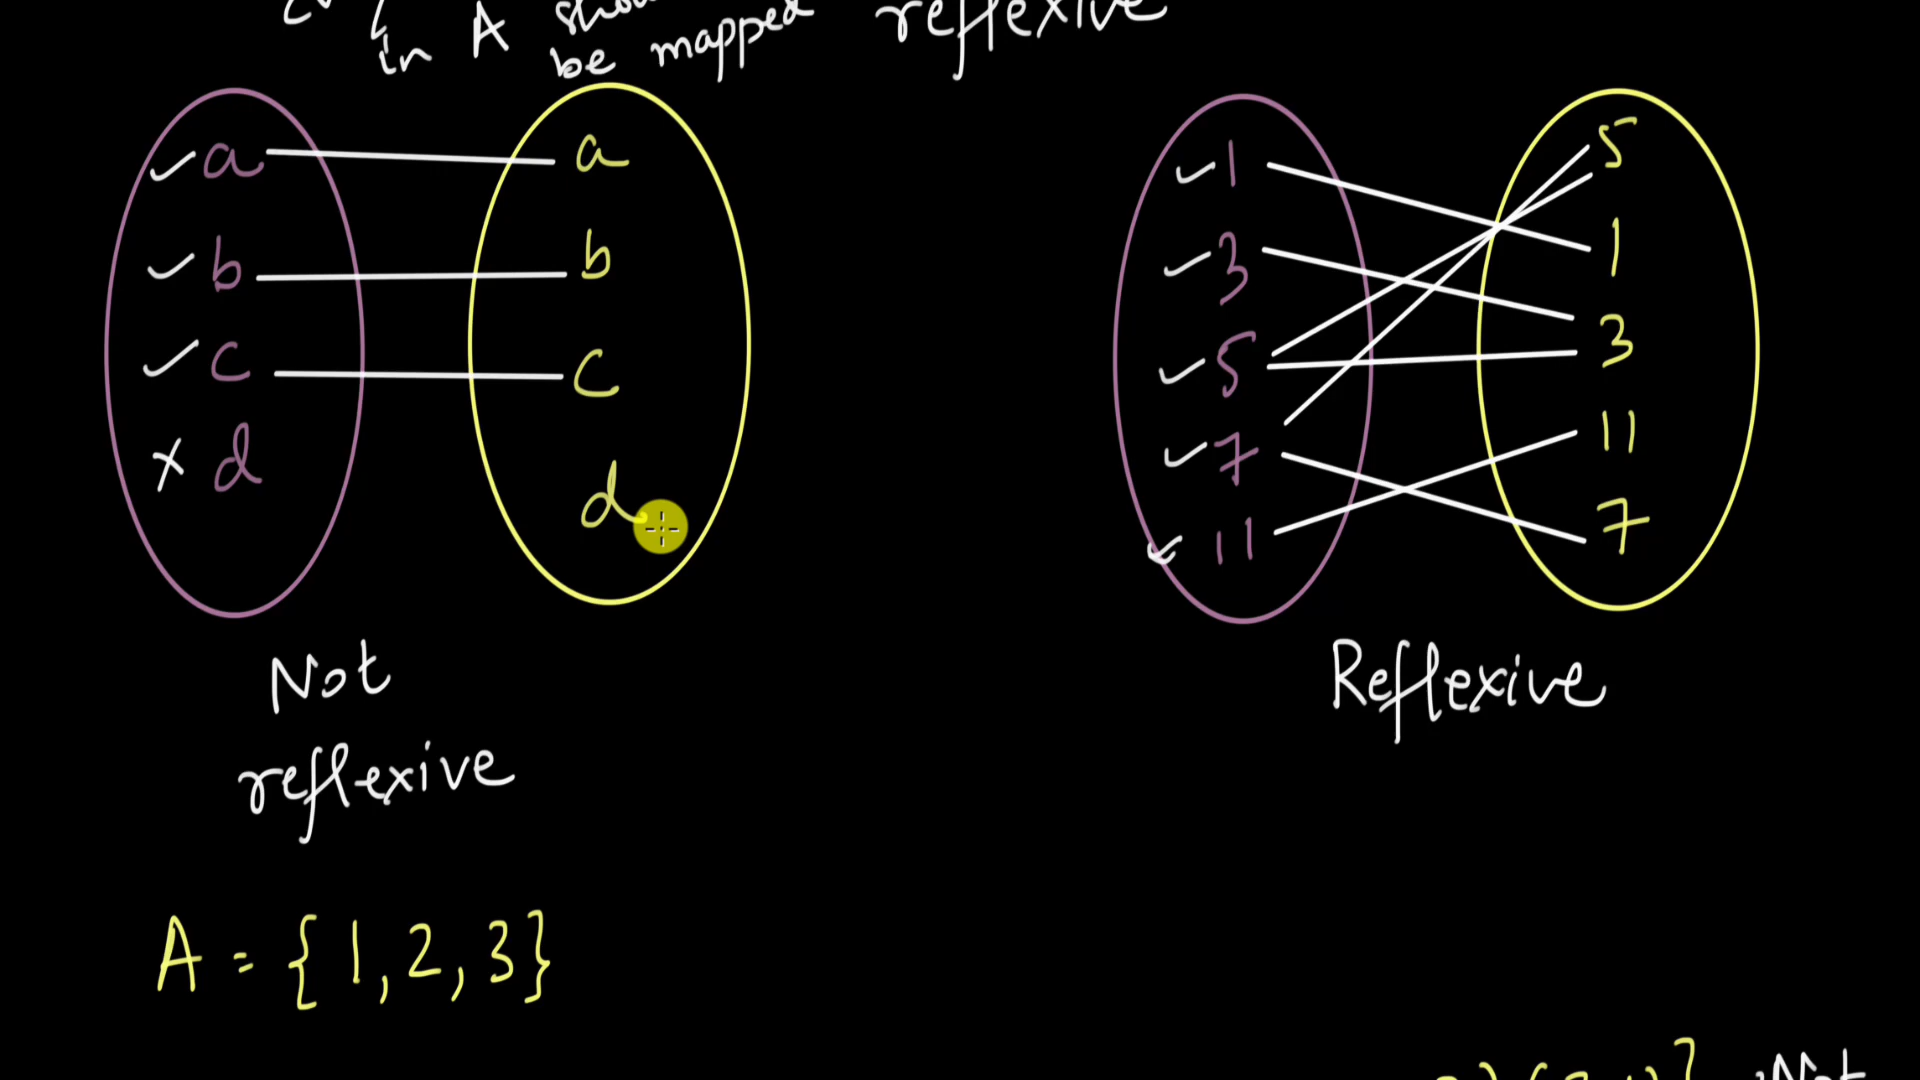 in A
be mapped reflexive
a a
b b
c c
d d
1 5
3 1
5 3
7 11
11 7
Not
reflexive
Reflexive
A = {1, 2, 3}
Not